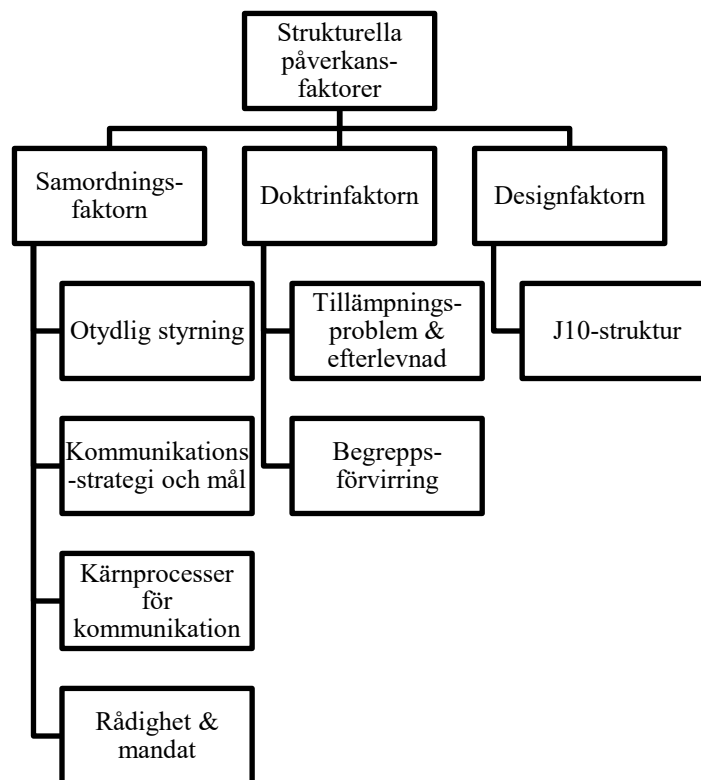 Strukturella
påverkans-
faktorer
Samordnings-
faktorn
Doktrinfaktorn
Designfaktorn
Otydlig styrning
Tillämpnings-
problem &
efterlevnad
J10-struktur
Kommunikations
-strategi och mål
Begrepps-
förvirring
Kärnprocesser
för
kommunikation
Rådighet &
mandat